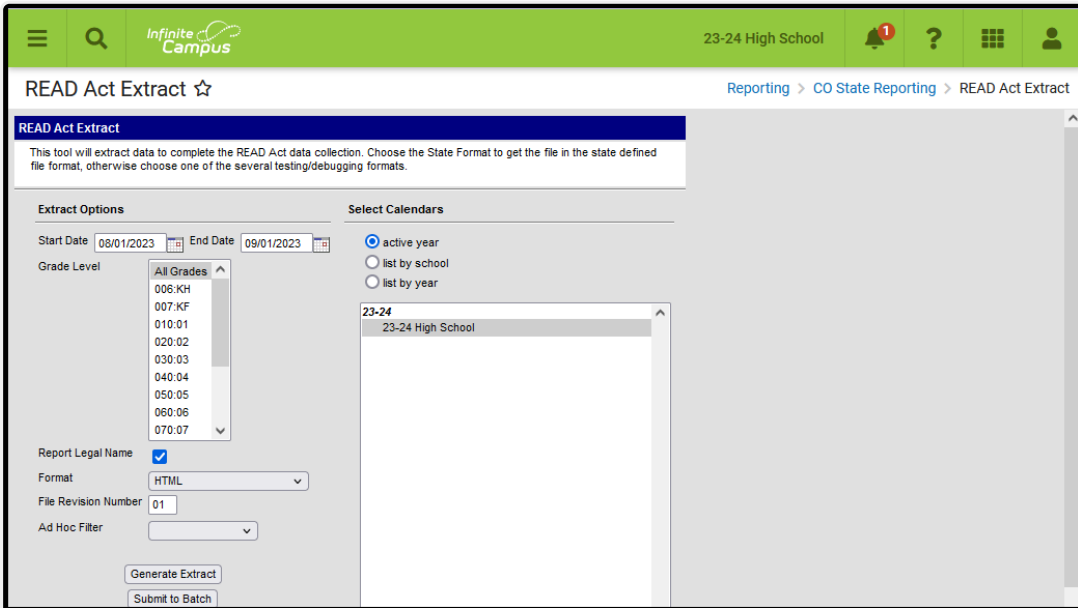 Infinite
Campus
23-24 High School
1
?
READ Act Extract
Reporting > CO State Reporting > READ Act Extract
READ Act Extract
This tool will extract data to complete the READ Act data collection. Choose the State Format to get the file in the state defined
file format, otherwise choose one of the several testing/debugging formats.
Extract Options
Start Date 08/01/2023 End Date 09/01/2023
Grade Level
All Grades
006:KH
007:KF
010:01
020:02
030:03
040:04
050:05
060:06
070:07
Report Legal Name
Format HTML
File Revision Number 01
Ad Hoc Filter
Generate Extract
Submit to Batch
Select Calendars
active year
list by school
list by year
23-24
23-24 High School